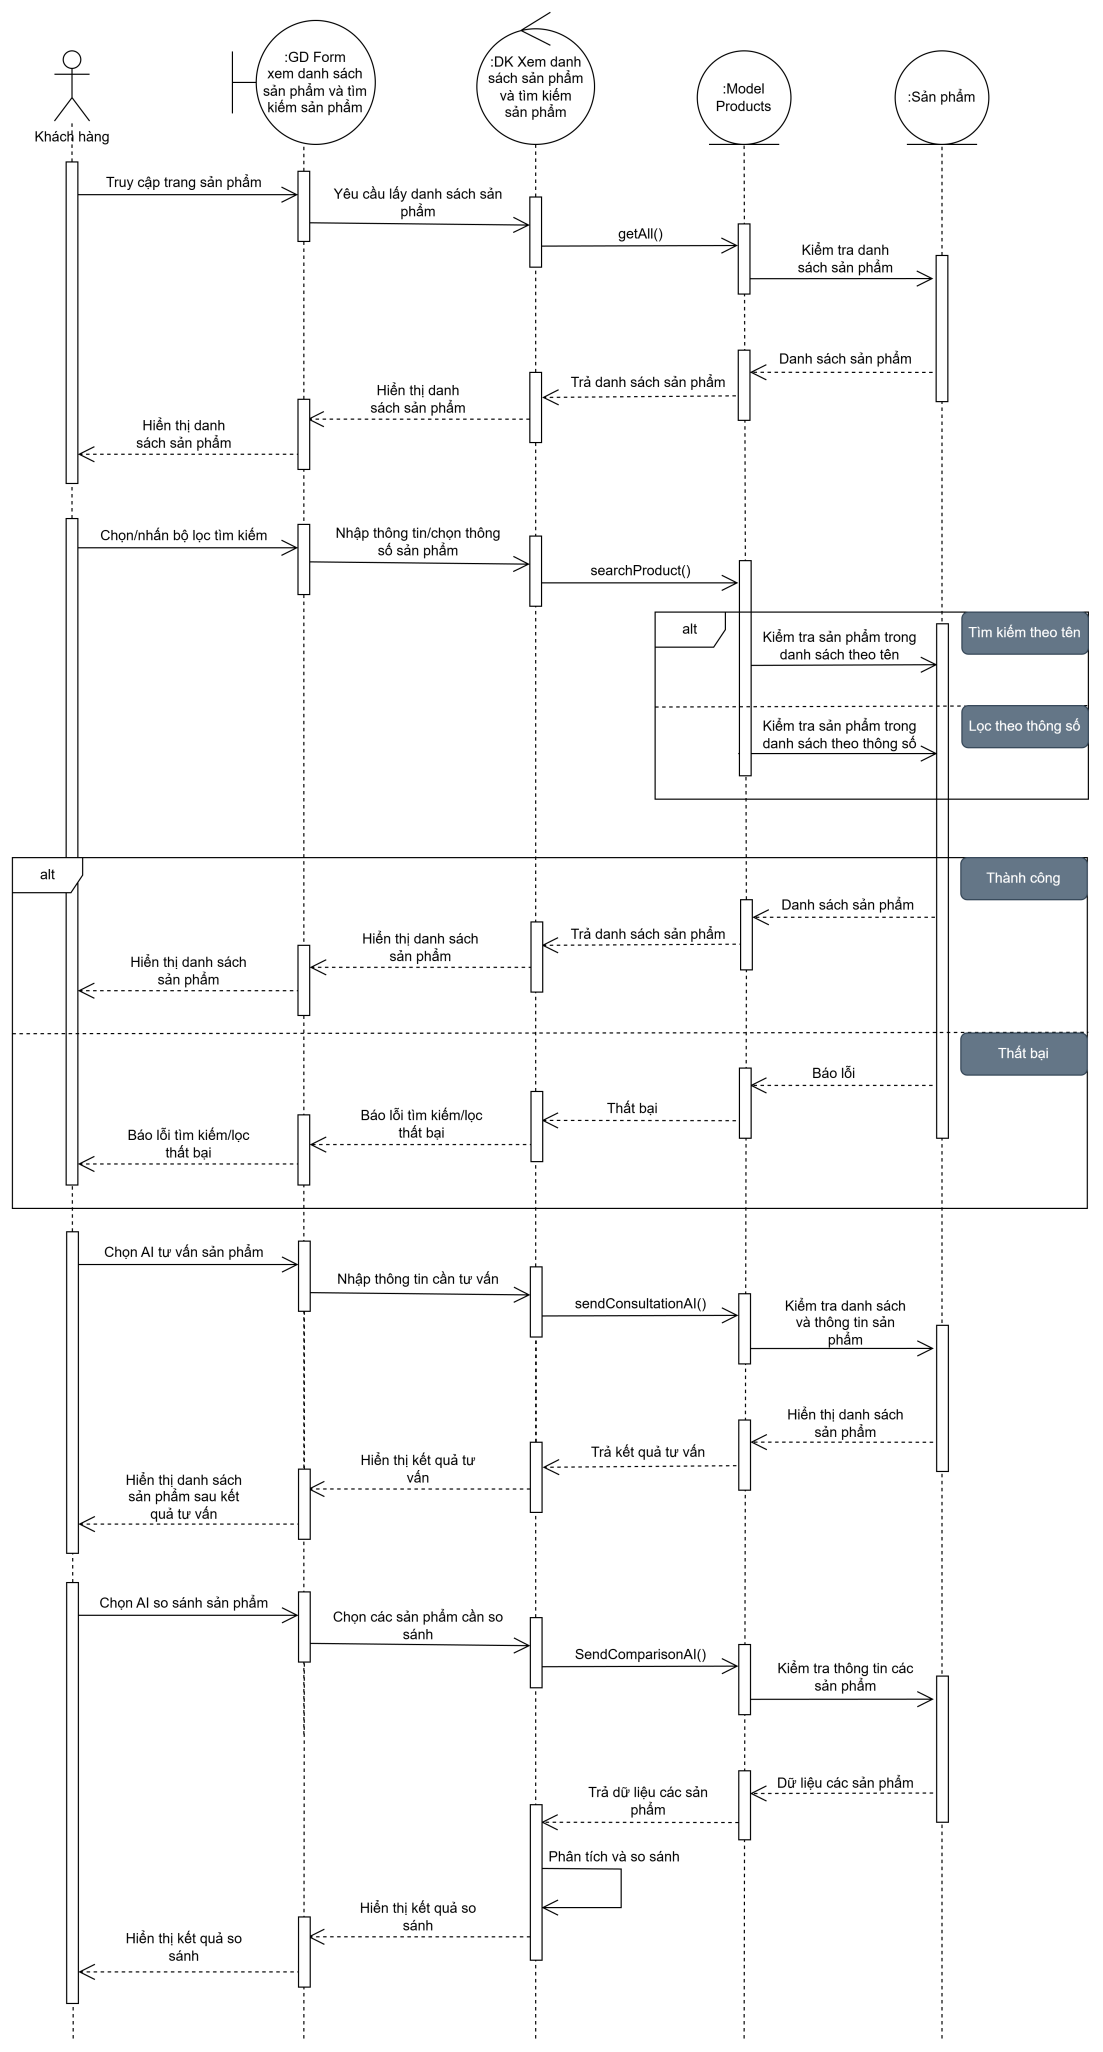 :GD Form
xem danh sách
sản phẩm và tìm
kiếm sản phẩm
:DK Xem danh
sách sản phẩm
và tìm kiếm
sản phẩm
:Model
Products
:Sản phẩm
Khách hàng
Truy cập trang sản phẩm
Yêu cầu lấy danh sách sản
phẩm
getAll()
Kiểm tra danh
sách sản phẩm
Danh sách sản phẩm
Trả danh sách sản phẩm
Hiển thị danh
sách sản phẩm
Hiển thị danh
sách sản phẩm
Chọn/nhấn bộ lọc tìm kiếm
Nhập thông tin/chọn thông
số sản phẩm
searchProduct()
alt
Tìm kiếm theo tên
Kiểm tra sản phẩm trong
danh sách theo tên
Lọc theo thông số
Kiểm tra sản phẩm trong
danh sách theo thông số
alt
Thành công
Danh sách sản phẩm
Trả danh sách sản phẩm
Hiển thị danh sách
sản phẩm
Hiển thị danh sách
sản phẩm
Thất bại
Báo lỗi
Thất bại
Báo lỗi tìm kiếm/lọc
thất bại
Báo lỗi tìm kiếm/lọc
thất bại
Chọn AI tư vấn sản phẩm
Nhập thông tin cần tư vấn
sendConsultationAI()
Kiểm tra danh sách
và thông tin sản
phẩm
Hiển thị danh sách
sản phẩm
Trả kết quả tư vấn
Hiển thị kết quả tư
vấn
Hiển thị danh sách
sản phẩm sau kết
quả tư vấn
Chọn AI so sánh sản phẩm
Chọn các sản phẩm cần so
sánh
SendComparisonAI()
Kiểm tra thông tin các
sản phẩm
Dữ liệu các sản phẩm
Trả dữ liệu các sản
phẩm
Phân tích và so sánh
Hiển thị kết quả so
sánh
Hiển thị kết quả so
sánh